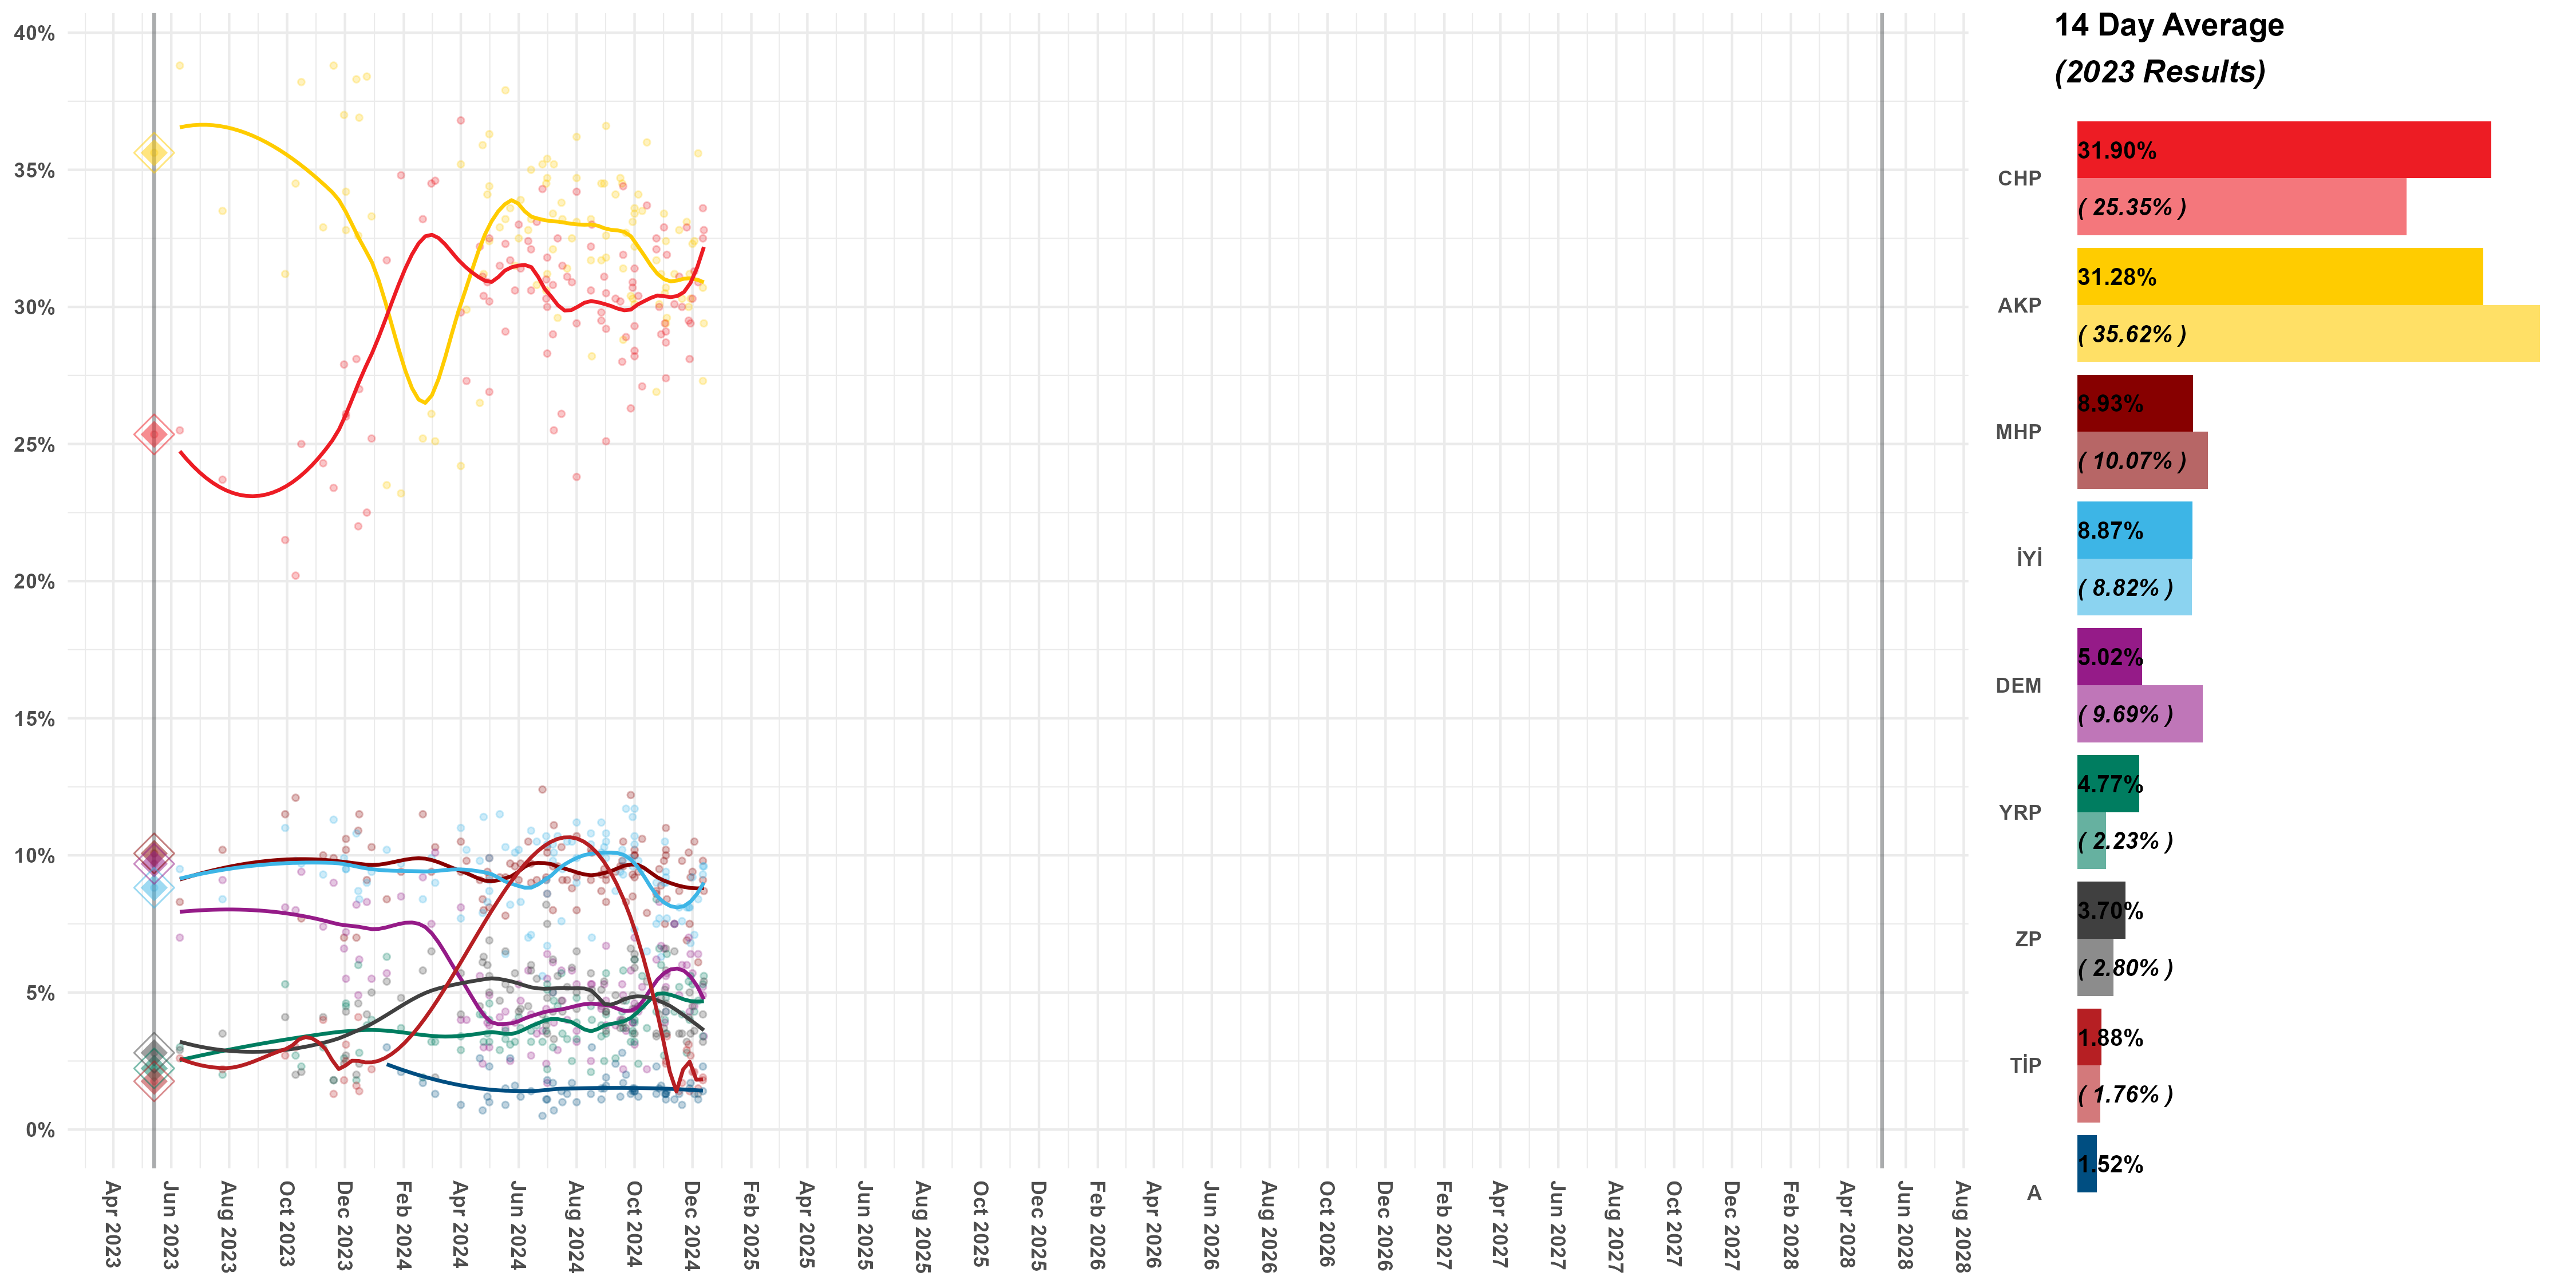 40%
35%
30%
25%
20%
15%
10%
5%
0%
Apr 2023
Jun 2023
Aug 2023
Oct 2023
Dec 2023
Feb 2024
Apr 2024
Jun 2024
Aug 2024
Oct 2024
Dec 2024
Feb 2025
Apr 2025
Jun 2025
Aug 2025
Oct 2025
Dec 2025
Feb 2026
Apr 2026
Jun 2026
Aug 2026
Oct 2026
Dec 2026
Feb 2027
Apr 2027
Jun 2027
Aug 2027
Oct 2027
Dec 2027
Feb 2028
Apr 2028
Jun 2028
Aug 2028
14 Day Average
(2023 Results)
CHP
31.90%
( 25.35% )
AKP
31.28%
( 35.62% )
MHP
8.93%
( 10.07% )
İYİ
8.87%
( 8.82% )
DEM
5.02%
( 9.69% )
YRP
4.77%
( 2.23% )
ZP
3.70%
( 2.80% )
TİP
1.88%
( 1.76% )
A
1.52%